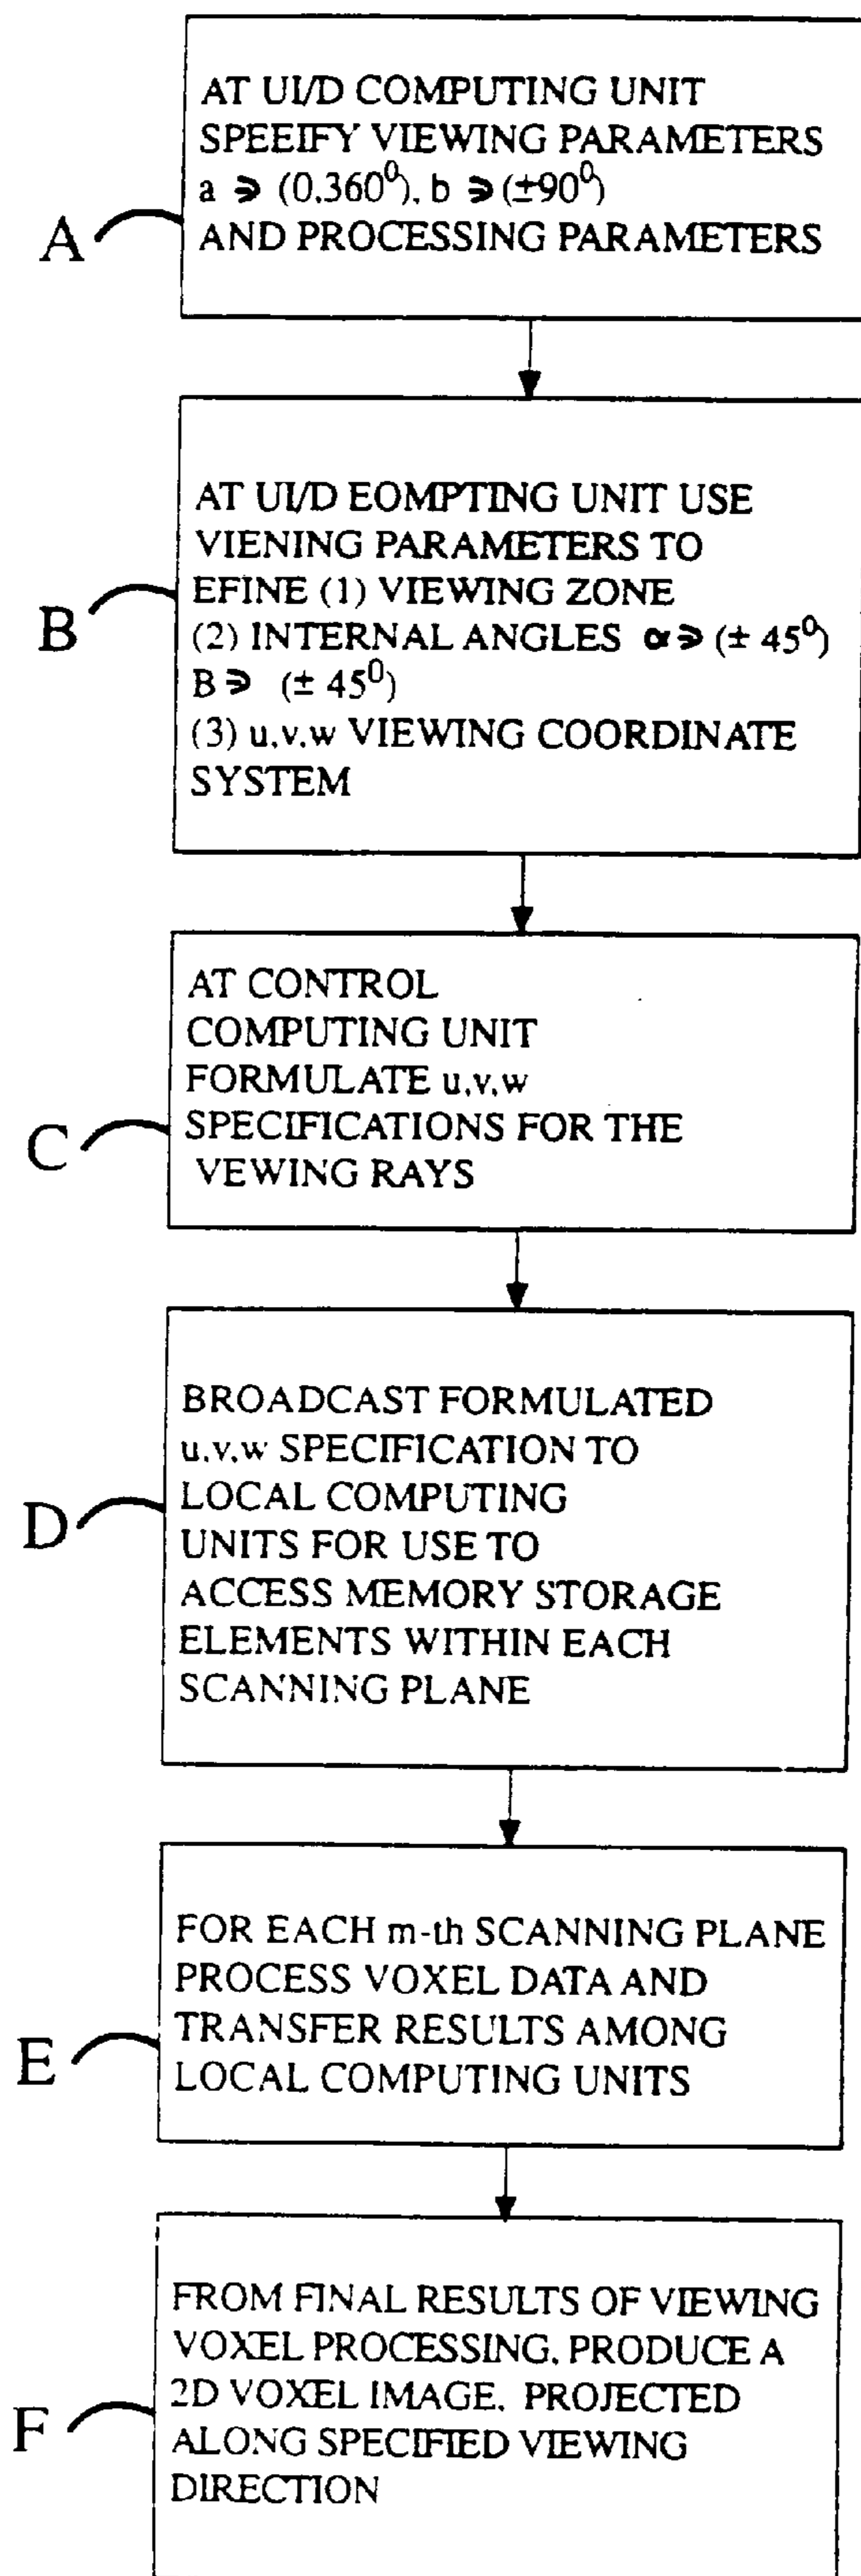 AT UI/D COMPUTING UNIT
SPEEIFY VIEWING PARAMETERS
a ⋺ (0.360⁰), b ⋺ (±90⁰)
AND PROCESSING PARAMETERS
A
AT UI/D EOMPTING UNIT USE
VIENING PARAMETERS TO
EFINE (1) VIEWING ZONE
(2) INTERNAL ANGLES α ⋺ (± 45⁰)
B ⋺ (± 45⁰)
(3) u.v.w VIEWING COORDINATE
SYSTEM
B
AT CONTROL
COMPUTING UNIT
FORMULATE u.v.w
SPECIFICATIONS FOR THE
VEWING RAYS
C
BROADCAST FORMULATED
u.v.w SPECIFICATION TO
LOCAL COMPUTING
UNITS FOR USE TO
ACCESS MEMORY STORAGE
ELEMENTS WITHIN EACH
SCANNING PLANE
D
FOR EACH m-th SCANNING PLANE
PROCESS VOXEL DATA AND
TRANSFER RESULTS AMONG
LOCAL COMPUTING UNITS
E
FROM FINAL RESULTS OF VIEWING
VOXEL PROCESSING, PRODUCE A
2D VOXEL IMAGE, PROJECTED
ALONG SPECIFIED VIEWING
DIRECTION
F